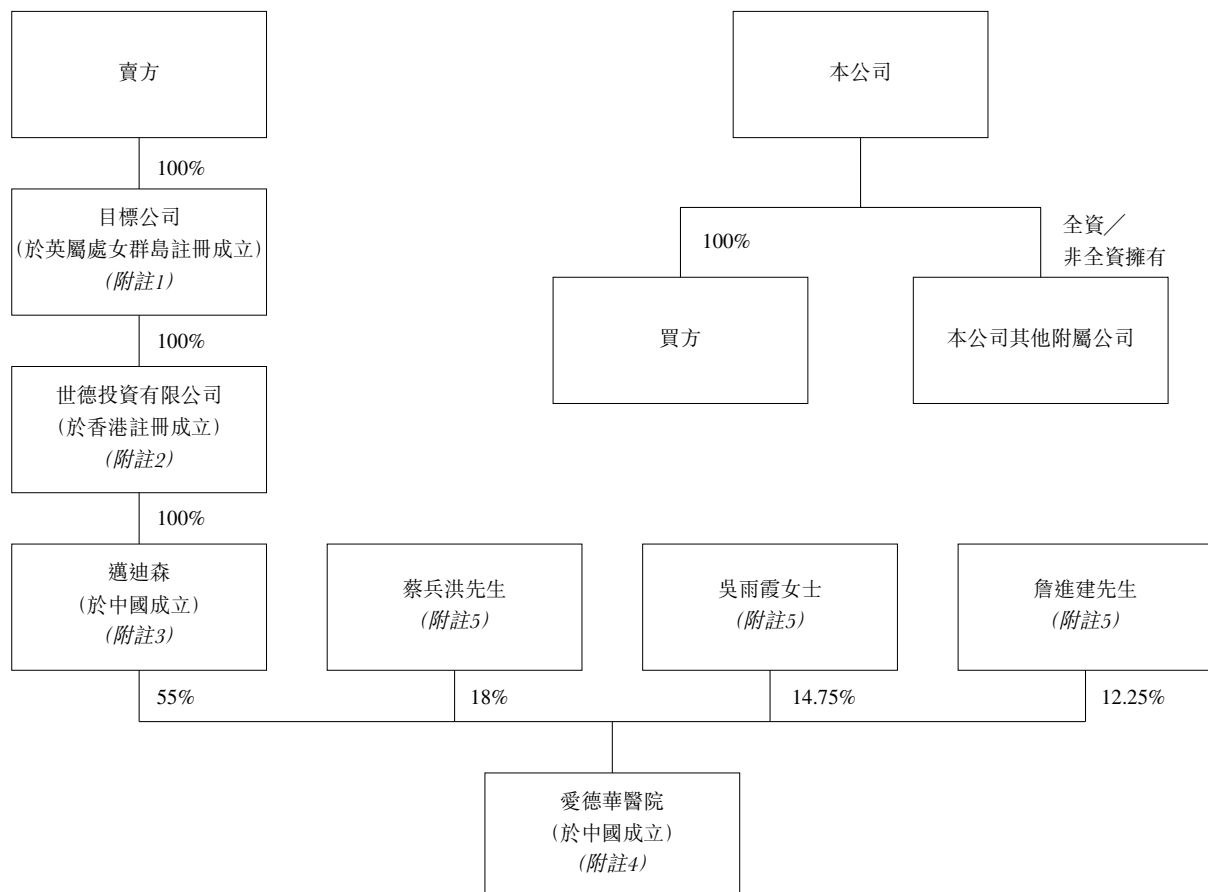 賣方
本公司
100%
目標公司
(於英屬處女群島註冊成立)
(附註1)
100%
全資╱
非全資擁有
買方
本公司其他附屬公司
100%
世德投資有限公司
(於香港註冊成立)
(附註2)
100%
邁迪森
(於中國成立)
(附註3)
蔡兵洪先生
(附註5)
吳雨霞女士
(附註5)
詹進建先生
(附註5)
55%
18%
14.75%
12.25%
愛德華醫院
(於中國成立)
(附註4)